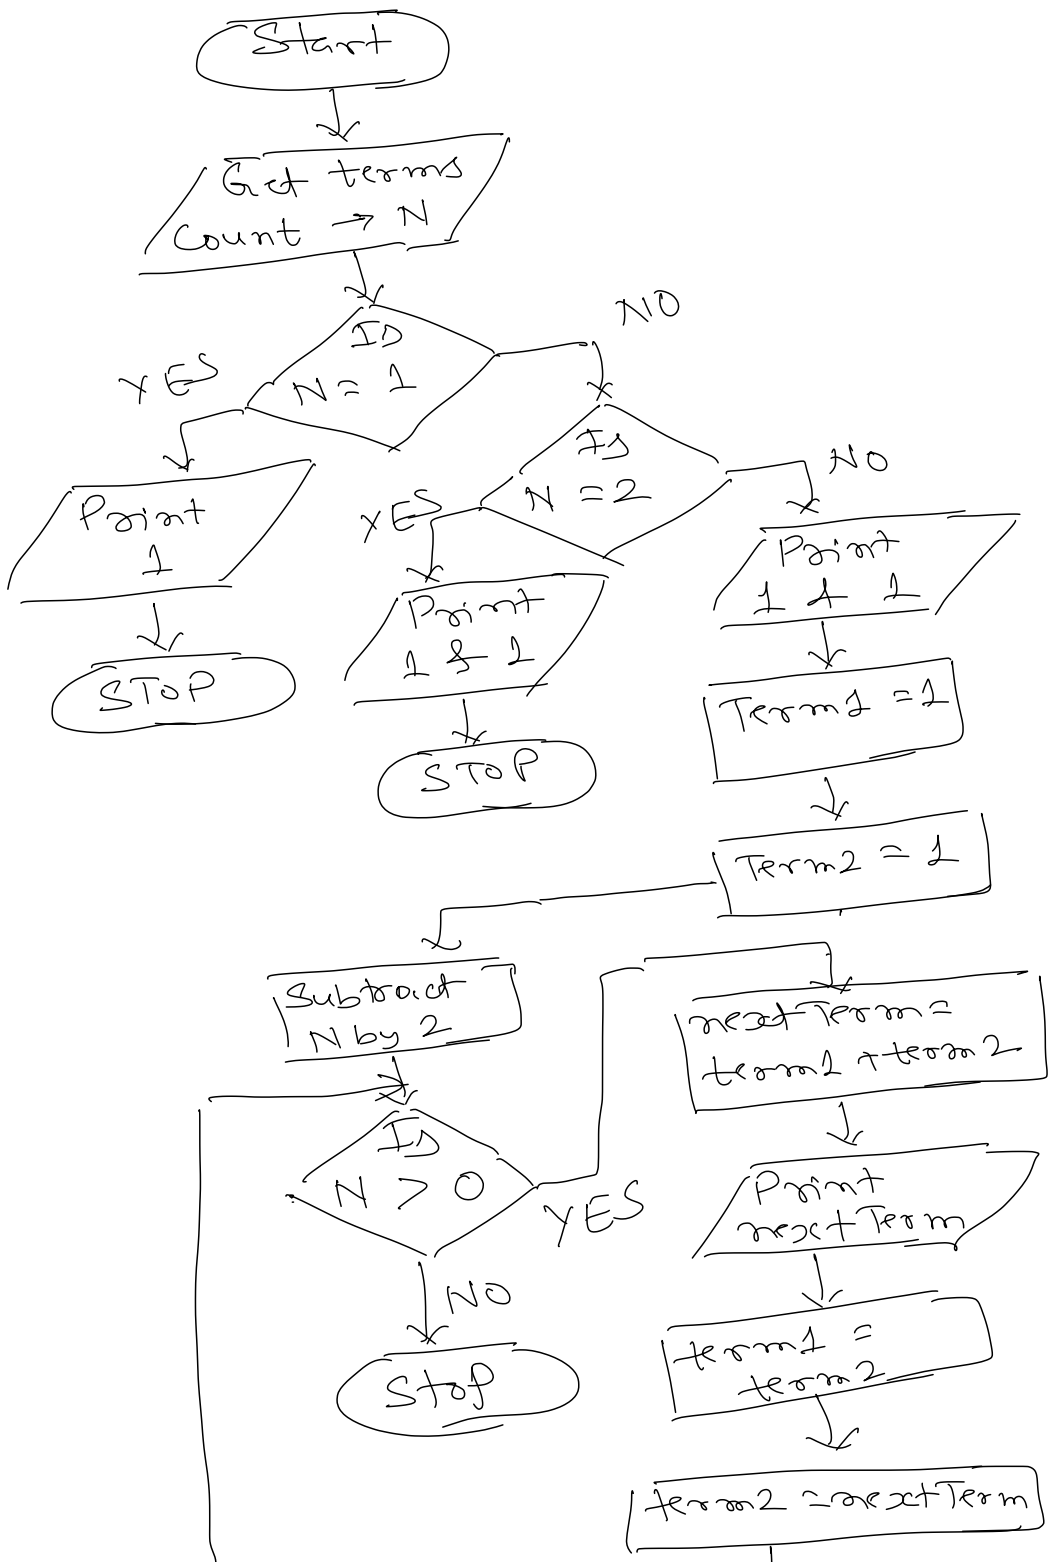 Start
Get terms
Count → N
Is
N = 1
YES
NO
Print
1
STOP
Is
N = 2
YES
NO
Print
1 & 1
STOP
Print
1 & 1
Term1 = 1
Term2 = 1
Subtract
N by 2
Is
N > 0
YES
NO
Stop
nextTerm =
term1 + term2
Print
nextTerm
term1 =
term2
term2 = nextTerm